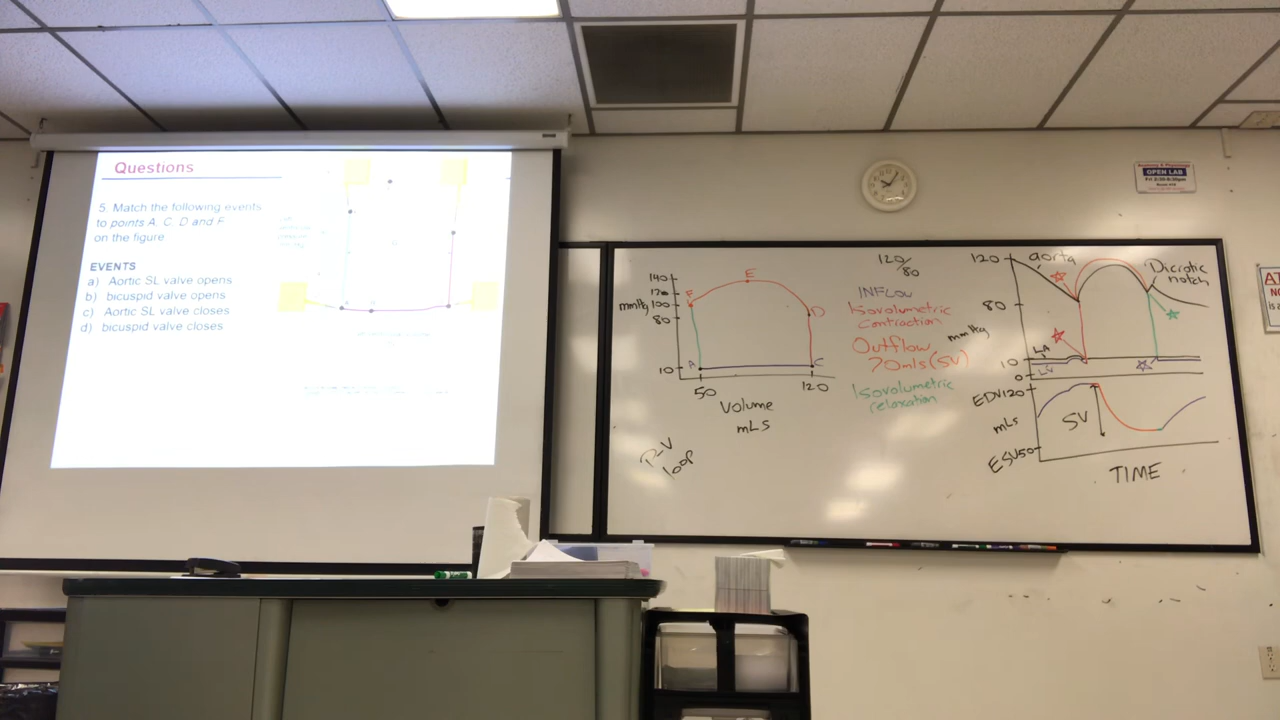 Questions
5. Match the following events
to points A, C, D and F
on the figure
EVENTS
a) Aortic SL valve opens
b) bicuspid valve opens
c) Aortic SL valve closes
d) bicuspid valve closes
140
120
100
80
10
mmHg
A
F
E
D
C
50
120
Volume
mLs
P-V
loop
120/80
INFLOW
Isovolumetric
contraction
Outflow
70mls (SV)
Isovolumetric
relaxation
120
80
10
0
mmHg
aorta
Dicrotic
notch
LA
LV
EDV120
mLs
ESV50
SV
TIME
Anatomy & Physiology
OPEN LAB